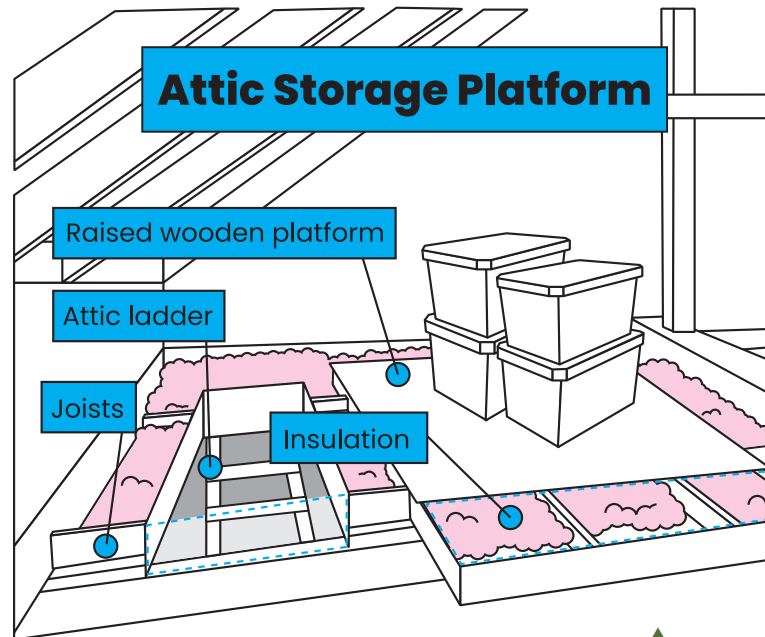 Attic Storage Platform
Raised wooden platform
Attic ladder
Joists
Insulation